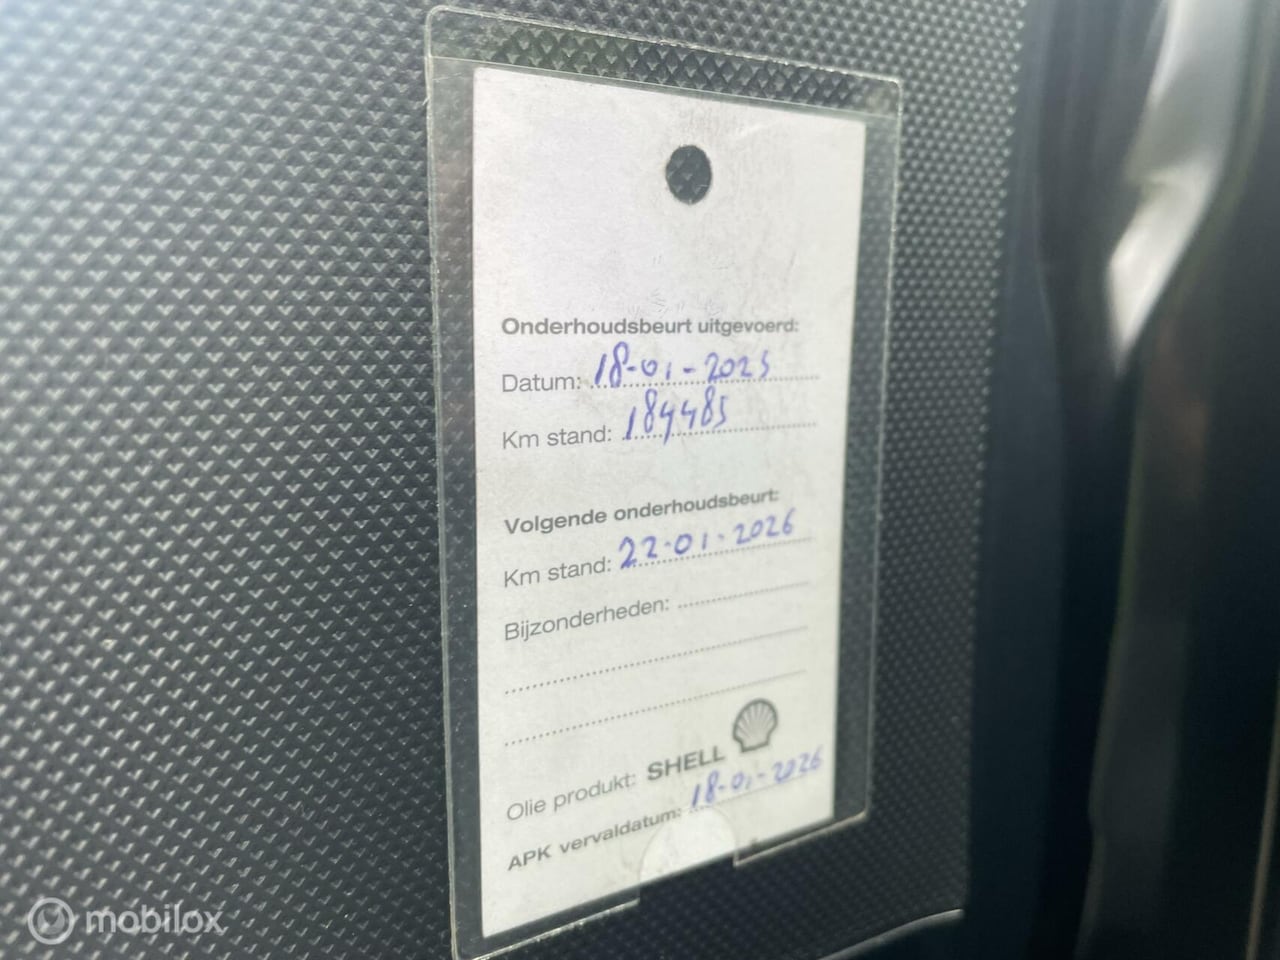 Onderhoudsbeurt uitgevoerd:
Datum: 18-01-2025
Km stand: 184485
Volgende onderhoudsbeurt:
Km stand: 22-01-2026
Bijzonderheden:
Olie produkt: SHELL
APK vervaldatum: 18-01-2026
mobilox